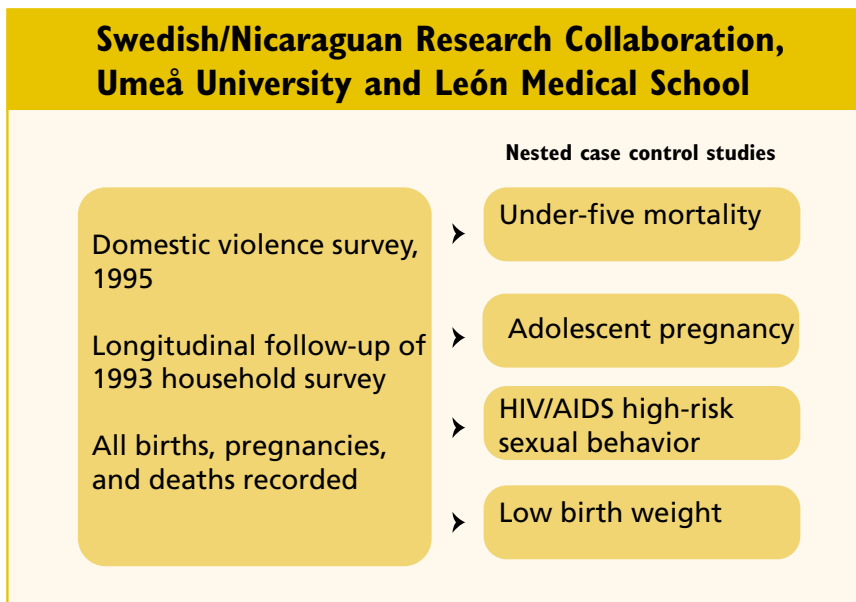 Swedish/Nicaraguan Research Collaboration,
Umeå University and León Medical School
Nested case control studies
Domestic violence survey,
1995
Longitudinal follow-up of
1993 household survey
All births, pregnancies,
and deaths recorded
Under-five mortality
Adolescent pregnancy
HIV/AIDS high-risk
sexual behavior
Low birth weight